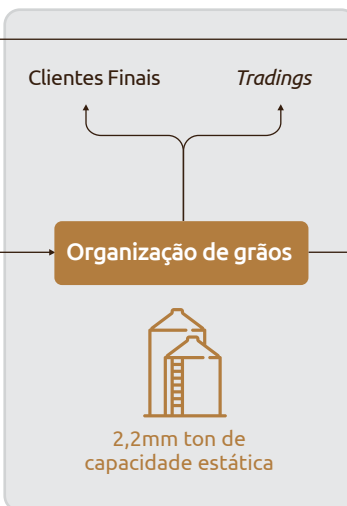 Clientes Finais
Tradings
Organização de grãos
2,2mm ton de
capacidade estática